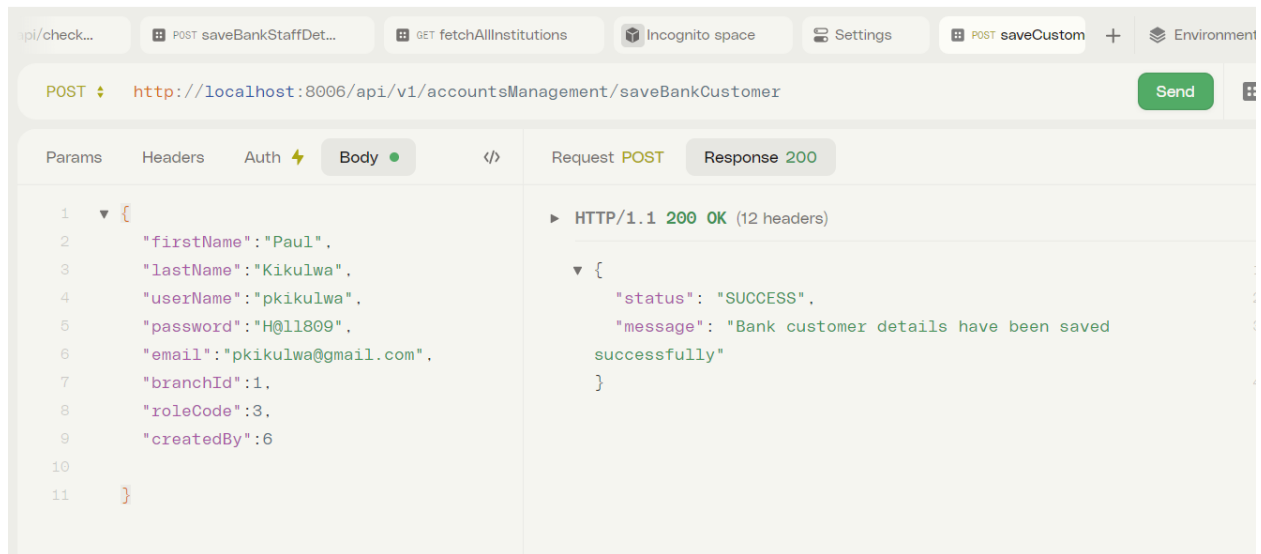 api/check...
POST saveBankStaffDet...
GET fetchAllInstitutions
Incognito space
Settings
POST saveCustom
Environment
POST http://localhost:8006/api/v1/accountsManagement/saveBankCustomer
Send
Params Headers Auth Body </>
Request POST Response 200
1 {
2 "firstName":"Paul",
3 "lastName":"Kikulwa",
4 "userName":"pkikulwa",
5 "password":"H@ll809",
6 "email":"pkikulwa@gmail.com",
7 "branchId":1,
8 "roleCode":3,
9 "createdBy":6
10
11 }
HTTP/1.1 200 OK (12 headers)
{
"status": "SUCCESS",
"message": "Bank customer details have been saved
successfully"
}